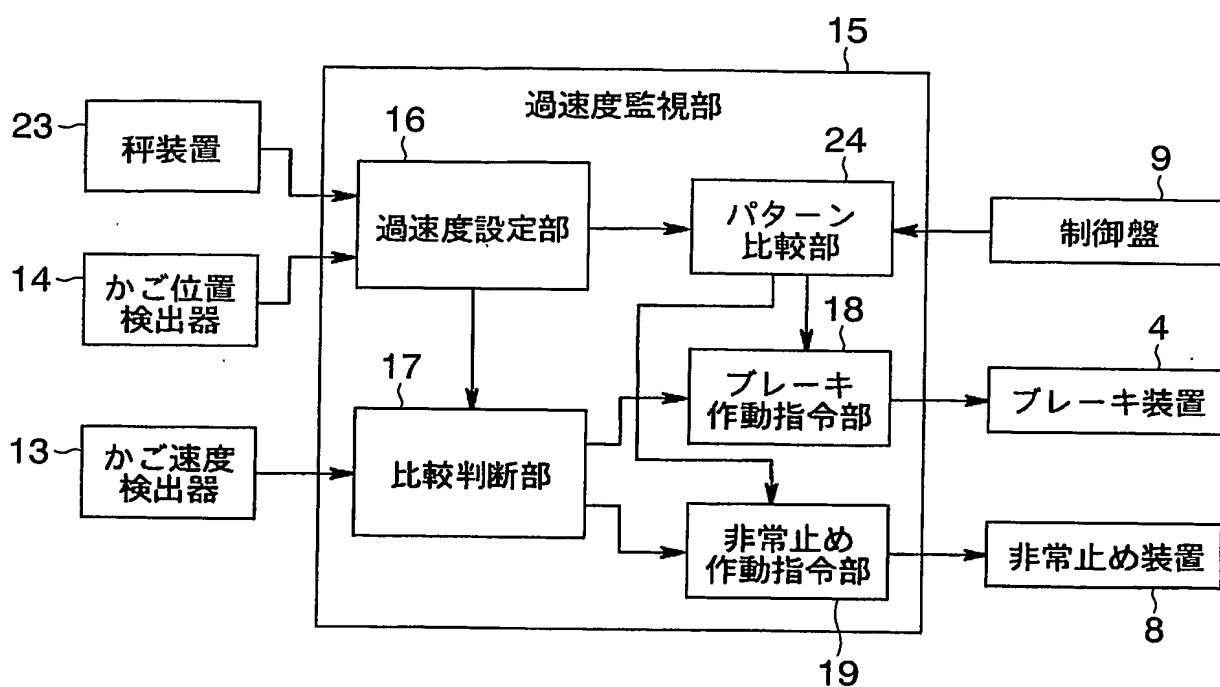 15
過速度監視部
23
秤装置
16
過速度設定部
24
パターン
比較部
9
制御盤
14
かご位置
検出器
17
比較判断部
18
ブレーキ
作動指令部
4
ブレーキ装置
13
かご速度
検出器
非常止め
作動指令部
19
非常止め装置
8